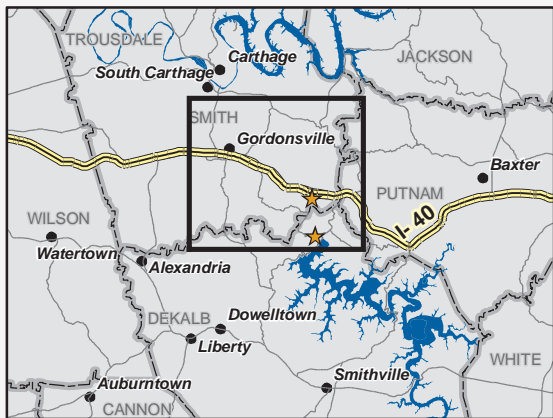 TROUSDALE
Carthage
JACKSON
South Carthage
SMITH
Gordonsville
Baxter
PUTNAM
WILSON
I- 40
Watertown
Alexandria
DEKALB
Dowelltown
Liberty
WHITE
Smithville
Auburntown
CANNON